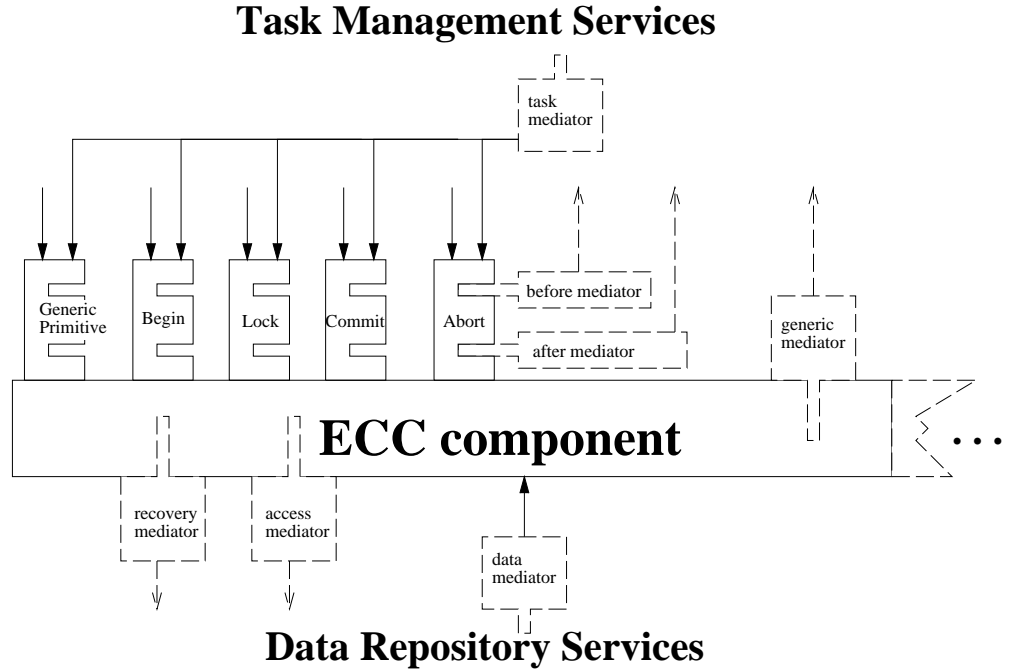 Task Management Services
task
mediator
Generic
Primitive
Begin
Lock
Commit
Abort
before mediator
after mediator
generic
mediator
ECC component
...
recovery
mediator
access
mediator
data
mediator
Data Repository Services